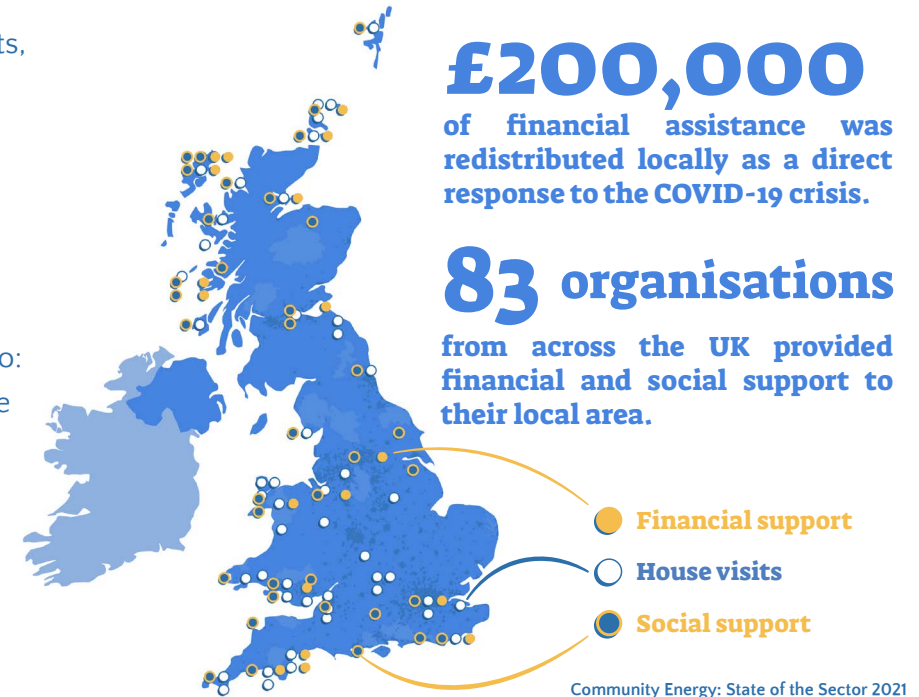 ts,
o:
e
£200,000
of financial assistance was
redistributed locally as a direct
response to the COVID-19 crisis.
83 organisations
from across the UK provided
financial and social support to
their local area.
Financial support
House visits
Social support
Community Energy: State of the Sector 2021